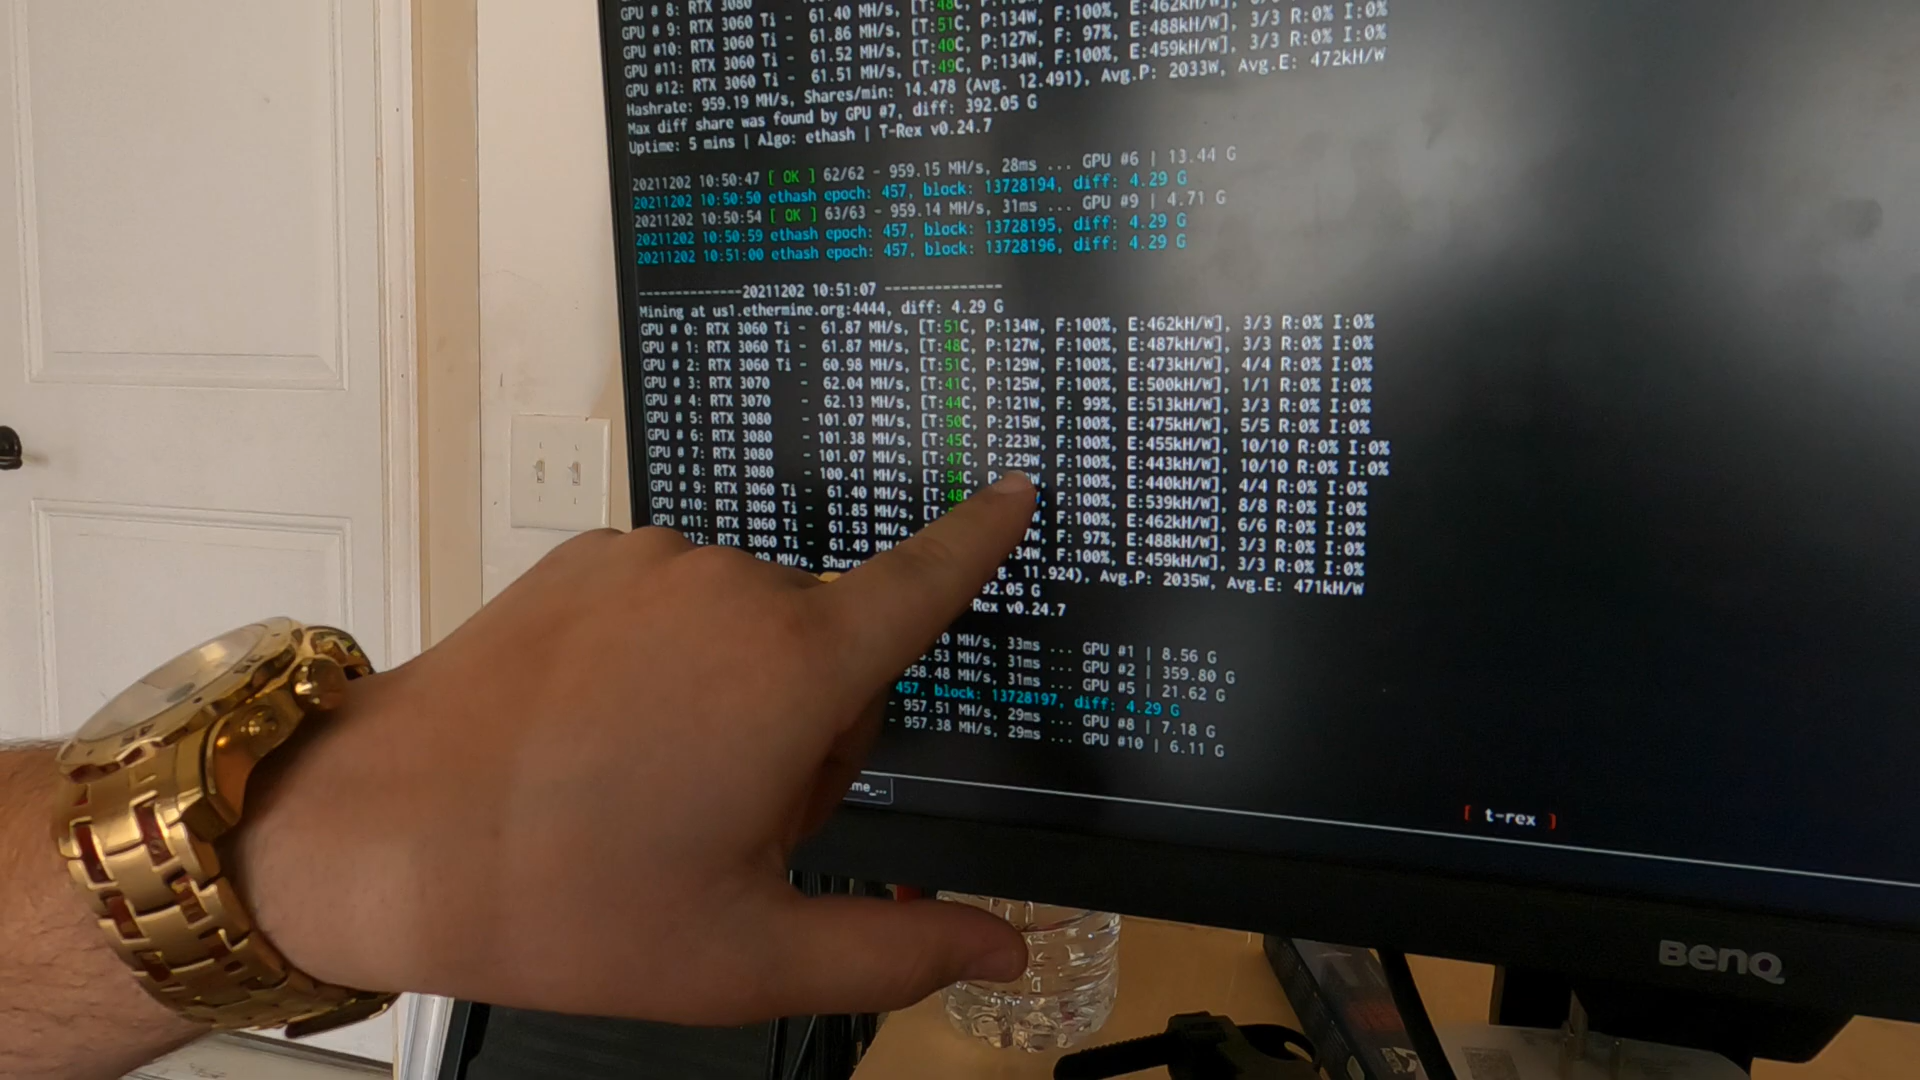 GPU # 8: RTX 3080
GPU # 9: RTX 3060 Ti - 61.40 MH/s, [T:48C, E:462kH/W],
GPU #10: RTX 3060 Ti - 61.86 MH/s, [T:51C, P:134W, F:100%, E:488kH/W], 3/3 R:0% I:0%
GPU #11: RTX 3060 Ti - 61.52 MH/s, [T:40C, P:127W, F: 97%, E:459kH/W], 3/3 R:0% I:0%
GPU #12: RTX 3060 Ti - 61.51 MH/s, [T:49C, P:134W, F:100%,
Hashrate: 959.19 MH/s, Shares/min: 14.478 (Avg. 12.491), Avg.P: 2033W, Avg.E: 472kH/W
Max diff share was found by GPU #7, diff: 392.05 G
Uptime: 5 mins | Algo: ethash | T-Rex v0.24.7
20211202 10:50:47 [ OK ] 62/62 - 959.15 MH/s, 28ms ... GPU #6 | 13.44 G
20211202 10:50:50 ethash epoch: 457, block: 13728194, diff: 4.29 G
20211202 10:50:54 [ OK ] 63/63 - 959.14 MH/s, 31ms ... GPU #9 | 4.71 G
20211202 10:50:59 ethash epoch: 457, block: 13728195, diff: 4.29 G
20211202 10:51:00 ethash epoch: 457, block: 13728196, diff: 4.29 G
--------------20211202 10:51:07 --------------
Mining at us1.ethermine.org:4444, diff: 4.29 G
GPU # 0: RTX 3060 Ti - 61.87 MH/s, [T:51C, P:134W, F:100%, E:462kH/W], 3/3 R:0% I:0%
GPU # 1: RTX 3060 Ti - 61.87 MH/s, [T:48C, P:127W, F:100%, E:487kH/W], 3/3 R:0% I:0%
GPU # 2: RTX 3060 Ti - 60.98 MH/s, [T:51C, P:129W, F:100%, E:473kH/W], 4/4 R:0% I:0%
GPU # 3: RTX 3070 - 62.04 MH/s, [T:41C, P:125W, F:100%, E:500kH/W], 1/1 R:0% I:0%
GPU # 4: RTX 3070 - 62.13 MH/s, [T:44C, P:121W, F: 99%, E:513kH/W], 3/3 R:0% I:0%
GPU # 5: RTX 3080 - 101.07 MH/s, [T:50C, P:215W, F:100%, E:475kH/W], 5/5 R:0% I:0%
GPU # 6: RTX 3080 - 101.38 MH/s, [T:45C, P:223W, F:100%, E:455kH/W], 10/10 R:0% I:0%
GPU # 7: RTX 3080 - 101.07 MH/s, [T:47C, P:229W, F:100%, E:443kH/W], 10/10 R:0% I:0%
GPU # 8: RTX 3080 - 100.41 MH/s, [T:54C, F:100%, E:440kH/W], 4/4 R:0% I:0%
GPU # 9: RTX 3060 Ti - 61.40 MH/s, [T:48C, F:100%, E:539kH/W], 8/8 R:0% I:0%
GPU #10: RTX 3060 Ti - 61.85 MH/s, [T: F:100%, E:462kH/W], 6/6 R:0% I:0%
GPU #11: RTX 3060 Ti - 61.53 MH/s, 7W, F: 97%, E:488kH/W], 3/3 R:0% I:0%
12: RTX 3060 Ti - 61.49 MH/ 34W, F:100%, E:459kH/W], 3/3 R:0% I:0%
MH/s, Share g. 11.924), Avg.P: 2035W, Avg.E: 471kH/W
92.05 G
-Rex v0.24.7
.0 MH/s, 33ms ... GPU #1 | 8.56 G
.53 MH/s, 31ms ... GPU #2 | 359.80 G
958.48 MH/s, 31ms ... GPU #5 | 21.62 G
457, block: 13728197, diff: 4.29 G
- 957.51 MH/s, 29ms ... GPU #8 | 7.18 G
- 957.38 MH/s, 29ms ... GPU #10 | 6.11 G
me_...
[ t-rex ]
BenQ